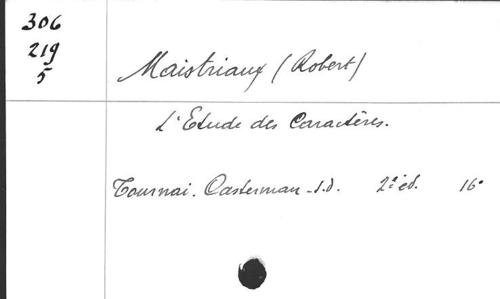 306
219
5
Maistriaux (Robert)
L'Etude des Caractères.
Tournai. Casterman - s.d. 2e éd. 16°